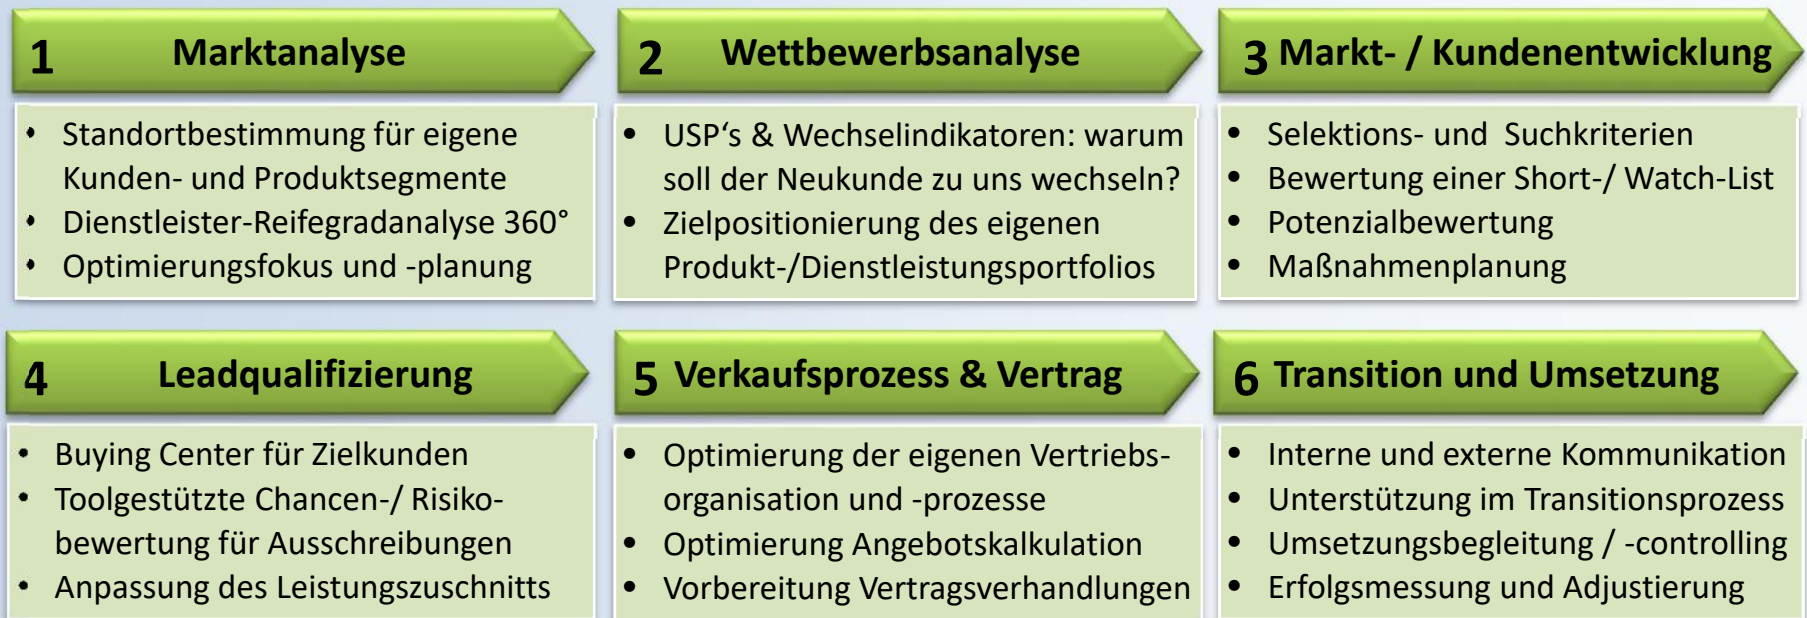 1 Marktanalyse
• Standortbestimmung für eigene
Kunden- und Produktsegmente
• Dienstleister-Reifegradanalyse 360°
• Optimierungsfokus und -planung
2 Wettbewerbsanalyse
• USP‘s & Wechselindikatoren: warum
soll der Neukunde zu uns wechseln?
• Zielpositionierung des eigenen
Produkt-/Dienstleistungsportfolios
3 Markt- / Kundenentwicklung
• Selektions- und Suchkriterien
• Bewertung einer Short-/ Watch-List
• Potenzialbewertung
• Maßnahmenplanung
4 Leadqualifizierung
• Buying Center für Zielkunden
• Toolgestützte Chancen-/ Risiko-
bewertung für Ausschreibungen
• Anpassung des Leistungszuschnitts
5 Verkaufsprozess & Vertrag
• Optimierung der eigenen Vertriebs-
organisation und -prozesse
• Optimierung Angebotskalkulation
• Vorbereitung Vertragsverhandlungen
6 Transition und Umsetzung
• Interne und externe Kommunikation
• Unterstützung im Transitionsprozess
• Umsetzungsbegleitung / -controlling
• Erfolgsmessung und Adjustierung